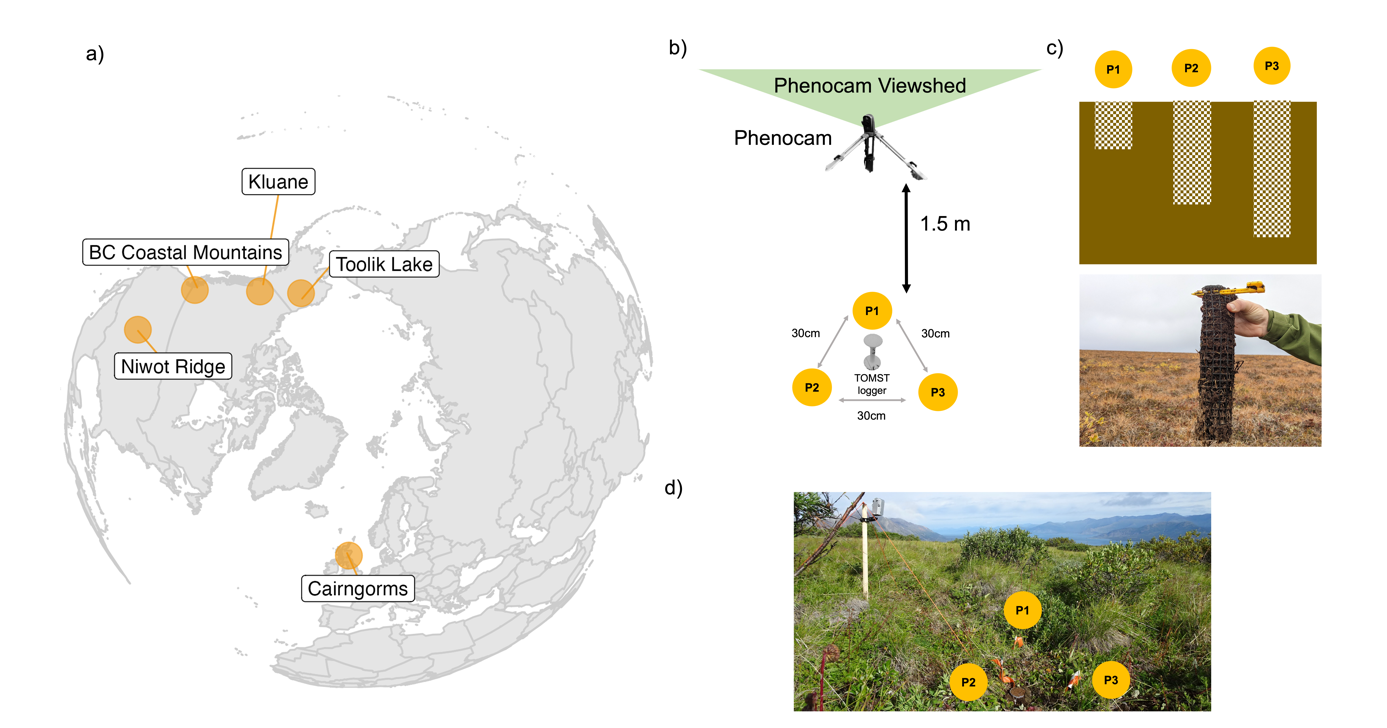 a)
Kluane
BC Coastal Mountains
Toolik Lake
Niwot Ridge
Cairngorms
b)
Phenocam Viewshed
Phenocam
1.5 m
P1
30cm
30cm
TOMST
logger
P2
P3
30cm
c)
P1
P2
P3
d)
P1
P2
P3